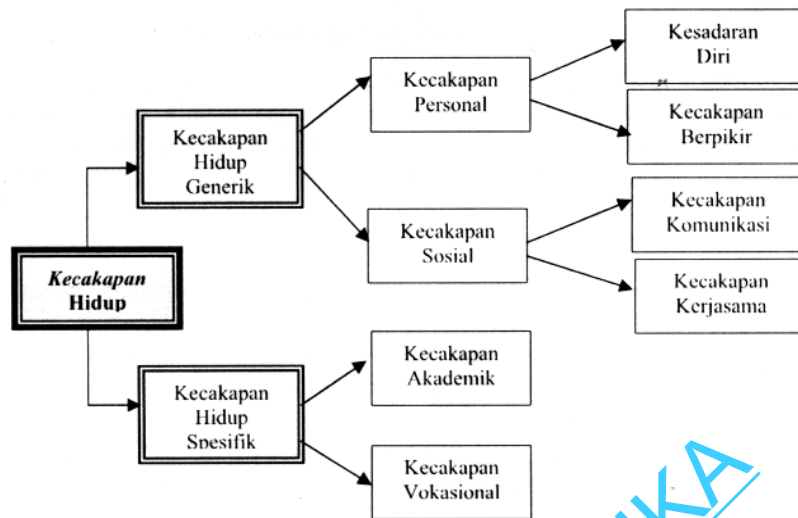 Kesadaran
Diri
Kecakapan
Personal
Kecakapan
Berpikir
Kecakapan
Hidup
Generik
Kecakapan
Komunikasi
Kecakapan
Sosial
Kecakapan
Kerjasama
Kecakapan
Hidup
Kecakapan
Akademik
Kecakapan
Hidup
Spesifik
Kecakapan
Vokasional
IKA